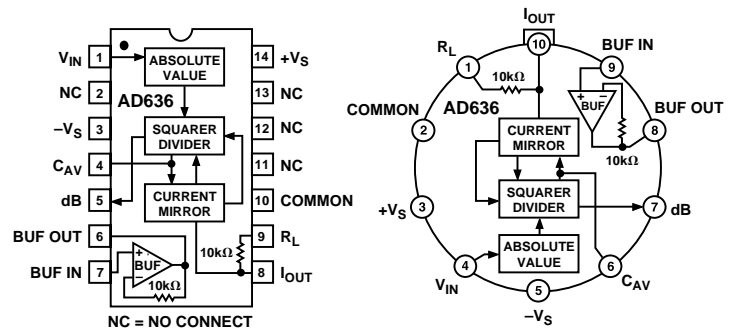 V_IN 1
ABSOLUTE VALUE
14 +V_S
NC 2
13 NC
AD636
–V_S 3
SQUARER DIVIDER
12 NC
C_AV 4
11 NC
dB 5
CURRENT MIRROR
10 COMMON
BUF OUT 6
9 R_L
10kΩ
BUF IN 7
+
–
BUF
10kΩ
8 I_OUT
NC = NO CONNECT
I_OUT
10
R_L
1
10kΩ
BUF IN
9
AD636
+
–
BUF
BUF OUT
8
10kΩ
COMMON
2
CURRENT MIRROR
SQUARER DIVIDER
+V_S
3
7
dB
ABSOLUTE VALUE
4
V_IN
6
C_AV
5
–V_S